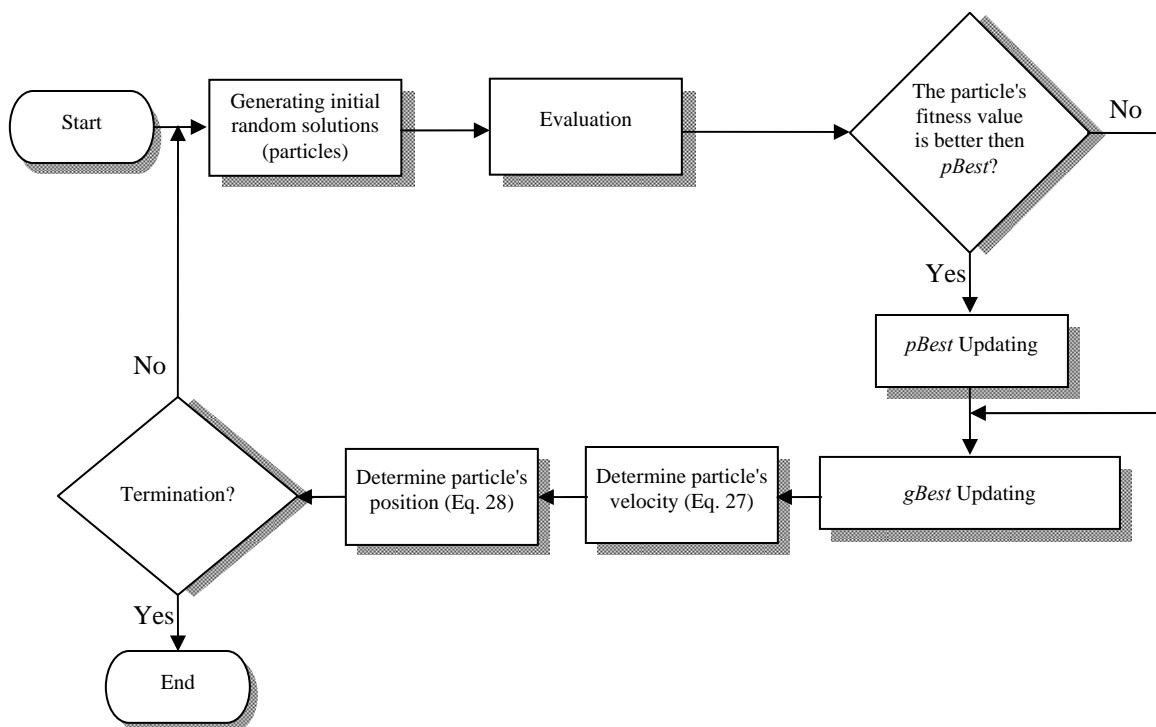 Start
Generating initial
random solutions
(particles)
Evaluation
The particle's
fitness value
is better then
pBest?
No
Yes
pBest Updating
gBest Updating
Determine particle's
velocity (Eq. 27)
Determine particle's
position (Eq. 28)
Termination?
No
Yes
End